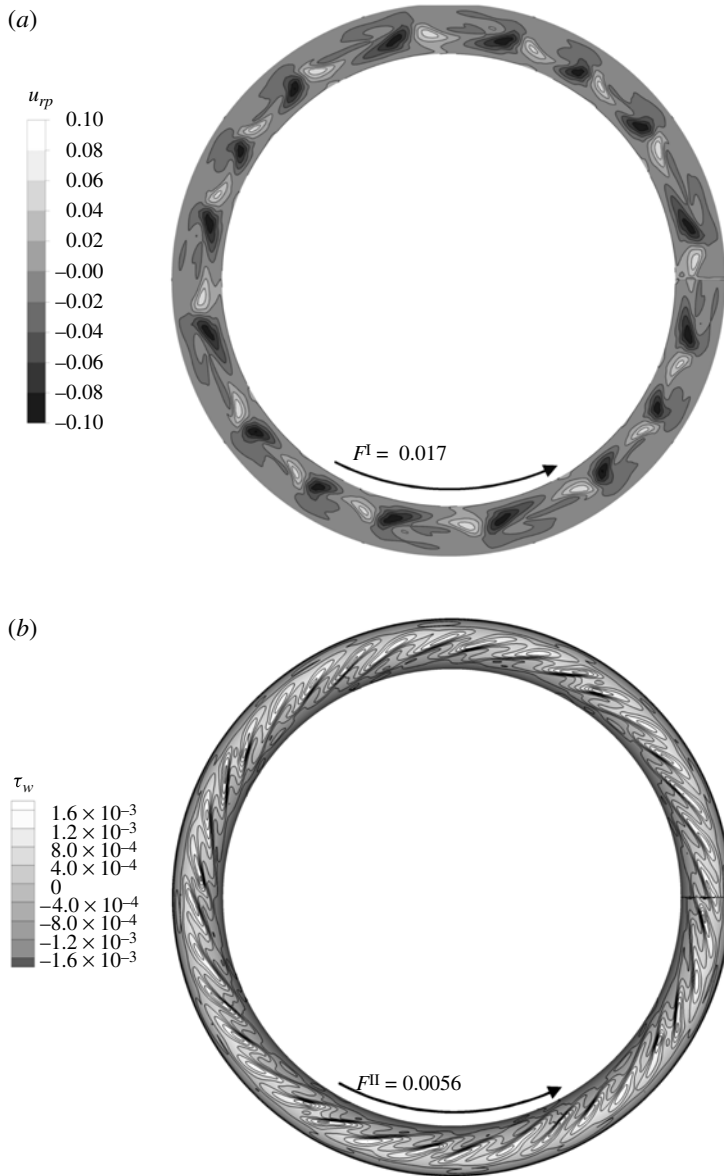 (a)
u_rp
0.10
0.08
0.06
0.04
0.02
–0.00
–0.02
–0.04
–0.06
–0.08
–0.10
F^I = 0.017
(b)
τ_w
1.6 × 10^–3
1.2 × 10^–3
8.0 × 10^–4
4.0 × 10^–4
0
–4.0 × 10^–4
–8.0 × 10^–4
–1.2 × 10^–3
–1.6 × 10^–3
F^II = 0.0056